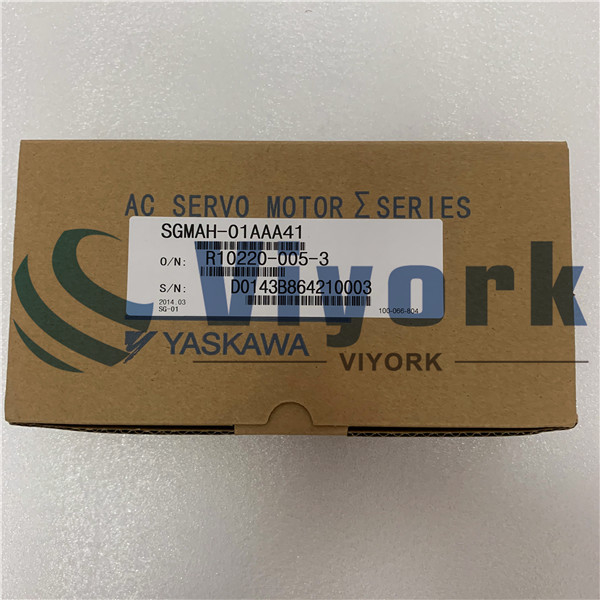 AC SERVO MOTOR Σ SERIES
SGMAH-01AAA41
O/N: R10220-005-3
S/N: D0143B864210003
2014.03
SG-01
100-066-804
Viyork
YASKAWA
VIYORK